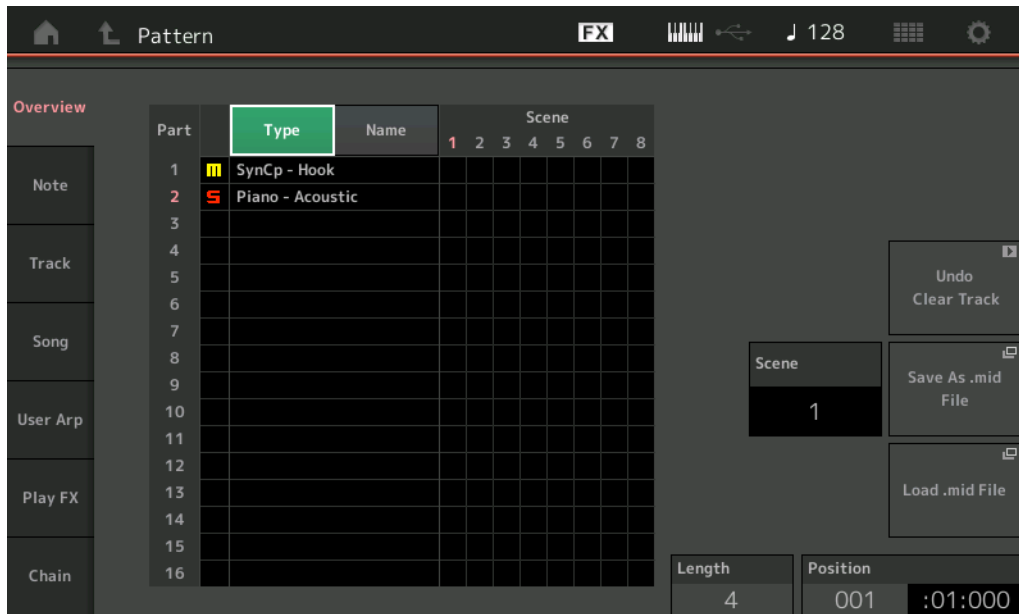 Pattern
FX
♩ 128
Overview
Note
Track
Song
User Arp
Play FX
Chain
Part
Type
Name
Scene
1 2 3 4 5 6 7 8
1 M SynCp - Hook
2 S Piano - Acoustic
3
4
5
6
7
8
9
10
11
12
13
14
15
16
Undo
Clear Track
Scene
1
Save As .mid
File
Load .mid File
Length
4
Position
001 :01:000